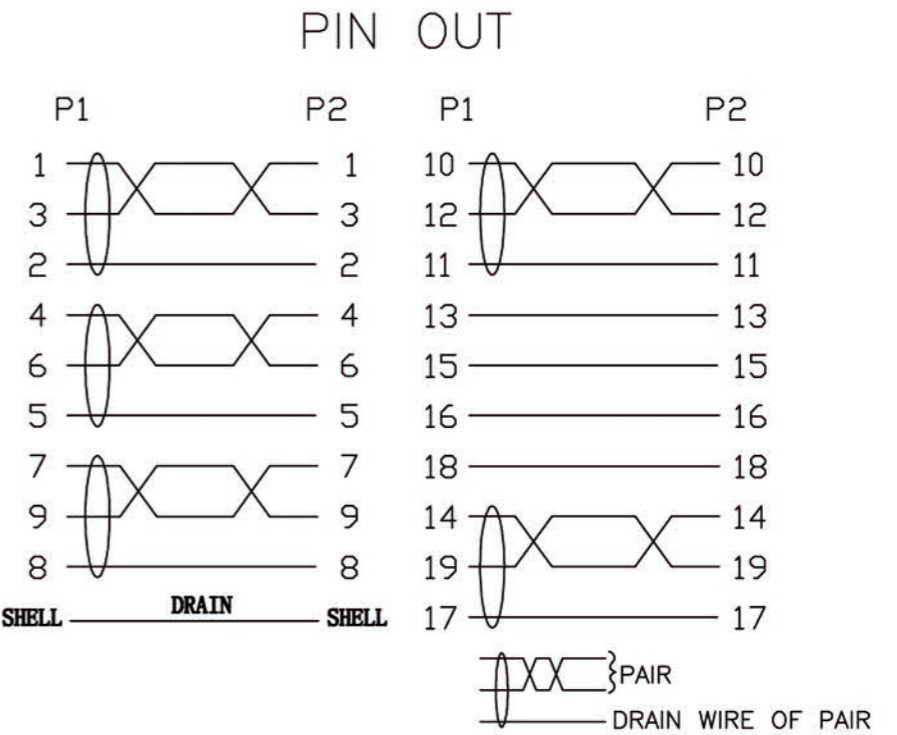 PIN OUT
P1 P2 P1 P2
1 1 10 10
3 3 12 12
2 2 11 11
4 4 13 13
6 6 15 15
5 5 16 16
7 7 18 18
9 9 14 14
8 8 19 19
SHELL DRAIN SHELL 17 17
PAIR
DRAIN WIRE OF PAIR